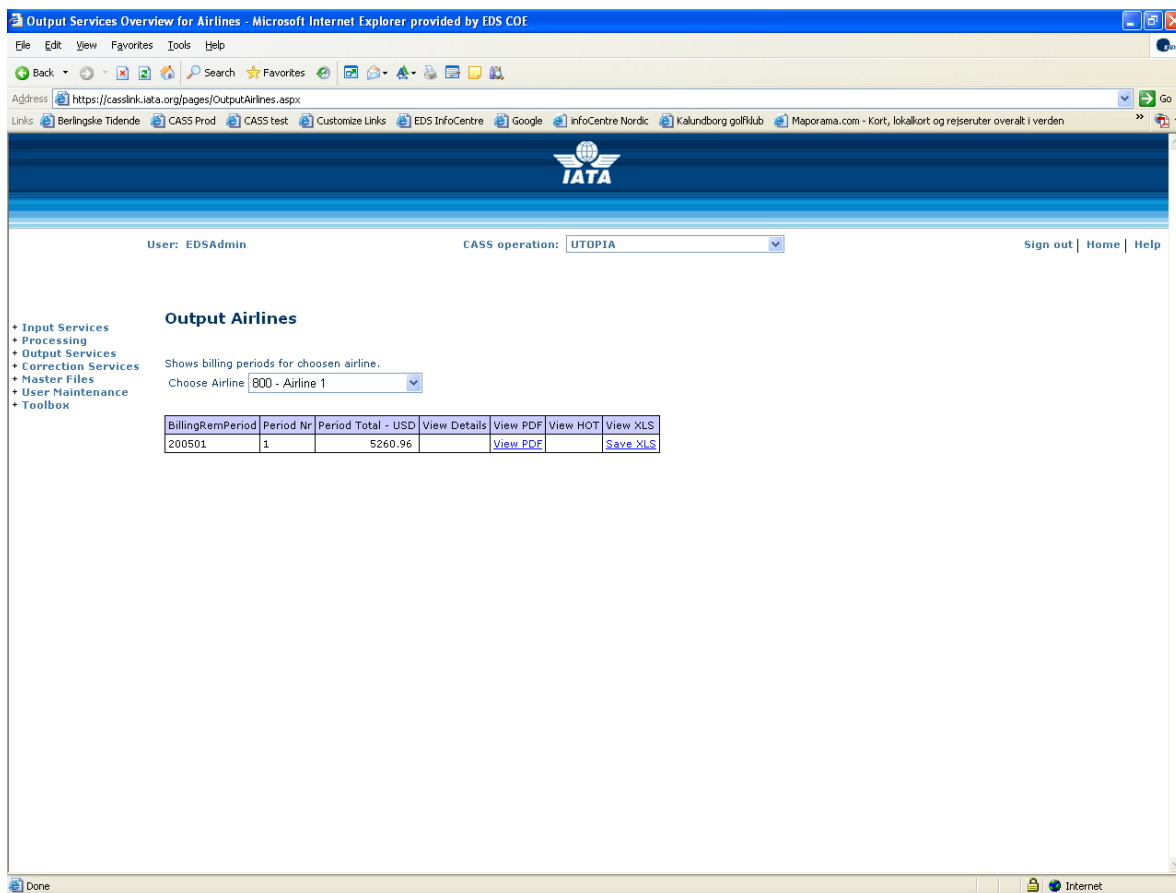 Output Services Overview for Airlines - Microsoft Internet Explorer provided by EDS COE
File Edit View Favorites Tools Help
Back Search Favorites
Address https://casslink.iata.org/pages/OutputAirlines.aspx Go
Links Berlingske Tidende CASS Prod CASS test Customize Links EDS InfoCentre Google infoCentre Nordic Kalundborg golfklub Maporama.com - Kort, lokalkort og rejseruter overalt i verden »
IATA
User: EDSAdmin CASS operation: UTOPIA Sign out | Home | Help
Output Airlines
+ Input Services
+ Processing
+ Output Services
+ Correction Services
+ Master Files
+ User Maintenance
+ Toolbox
Shows billing periods for choosen airline.
Choose Airline 800 - Airline 1
BillingRemPeriod Period Nr Period Total - USD View Details View PDF View HOT View XLS
200501 1 5260.96 View PDF Save XLS
Done Internet